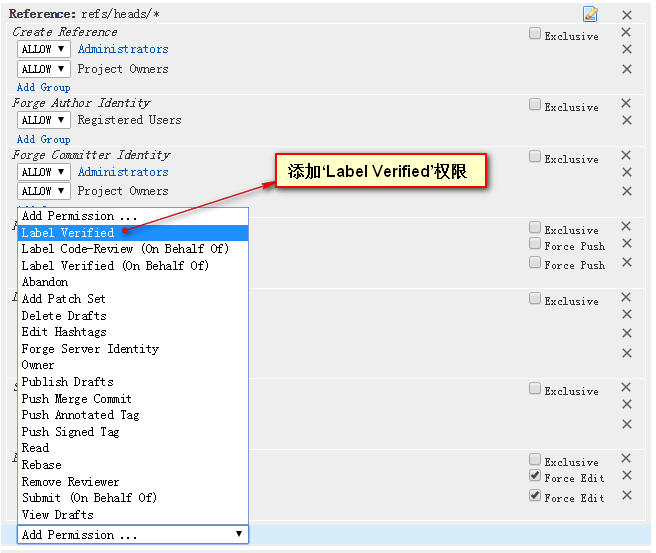 Reference: refs/heads/*
Create Reference
Exclusive
ALLOW ▼ Administrators
ALLOW ▼ Project Owners
Add Group
Forge Author Identity
Exclusive
ALLOW ▼ Registered Users
Add Group
Forge Committer Identity
Exclusive
ALLOW ▼ Administrators
ALLOW ▼ Project Owners
添加‘Label Verified’权限
Add Permission ...
Label Verified
Label Code-Review (On Behalf Of)
Label Verified (On Behalf Of)
Abandon
Add Patch Set
Delete Drafts
Edit Hashtags
Forge Server Identity
Owner
Publish Drafts
Push Merge Commit
Push Annotated Tag
Push Signed Tag
Read
Rebase
Remove Reviewer
Submit (On Behalf Of)
View Drafts
Add Permission ... ▼
Exclusive
Force Push
Force Push
Exclusive
Exclusive
Exclusive
Force Edit
Force Edit